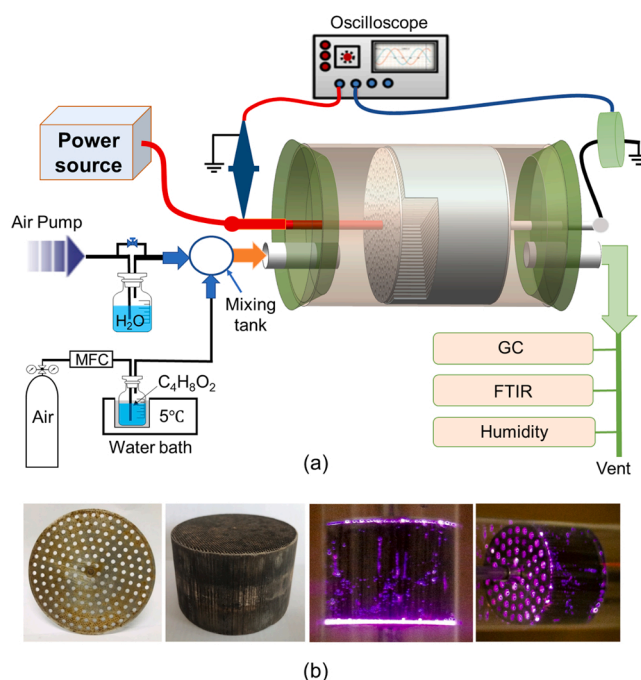 Oscilloscope
Power
source
Air Pump
H₂O
Mixing
tank
MFC
C₄H₈O₂
Air
5℃
Water bath
GC
FTIR
Humidity
Vent
(a)
(b)